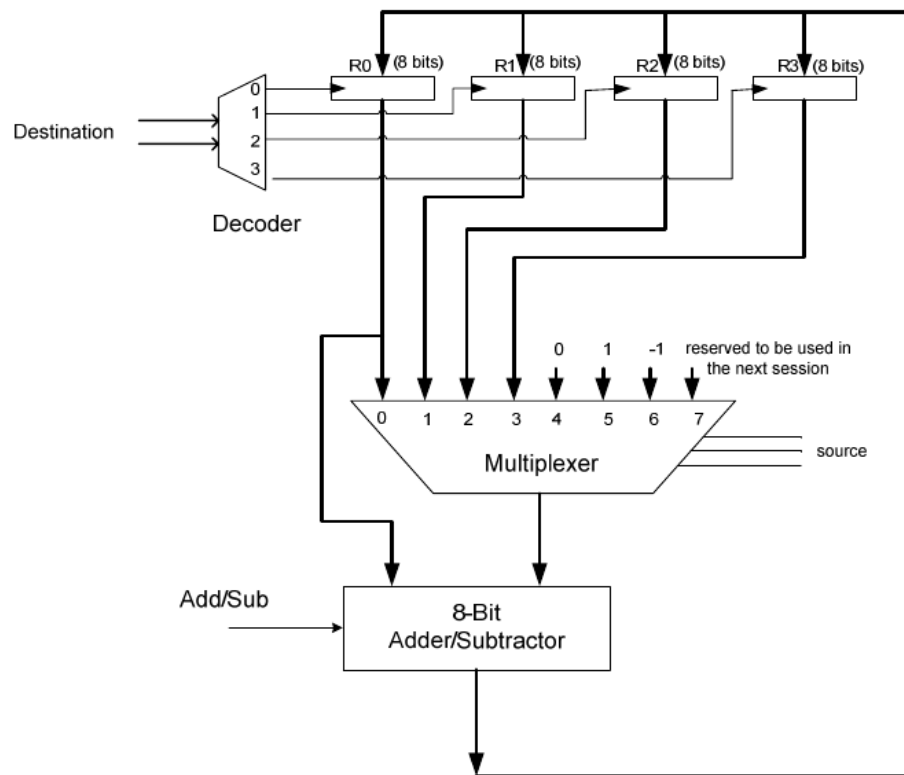 R0 (8 bits) R1 (8 bits) R2 (8 bits) R3 (8 bits)
0
1
2
3
Destination
Decoder
0 1 -1 reserved to be used in
the next session
0 1 2 3 4 5 6 7
Multiplexer
source
Add/Sub
8-Bit
Adder/Subtractor